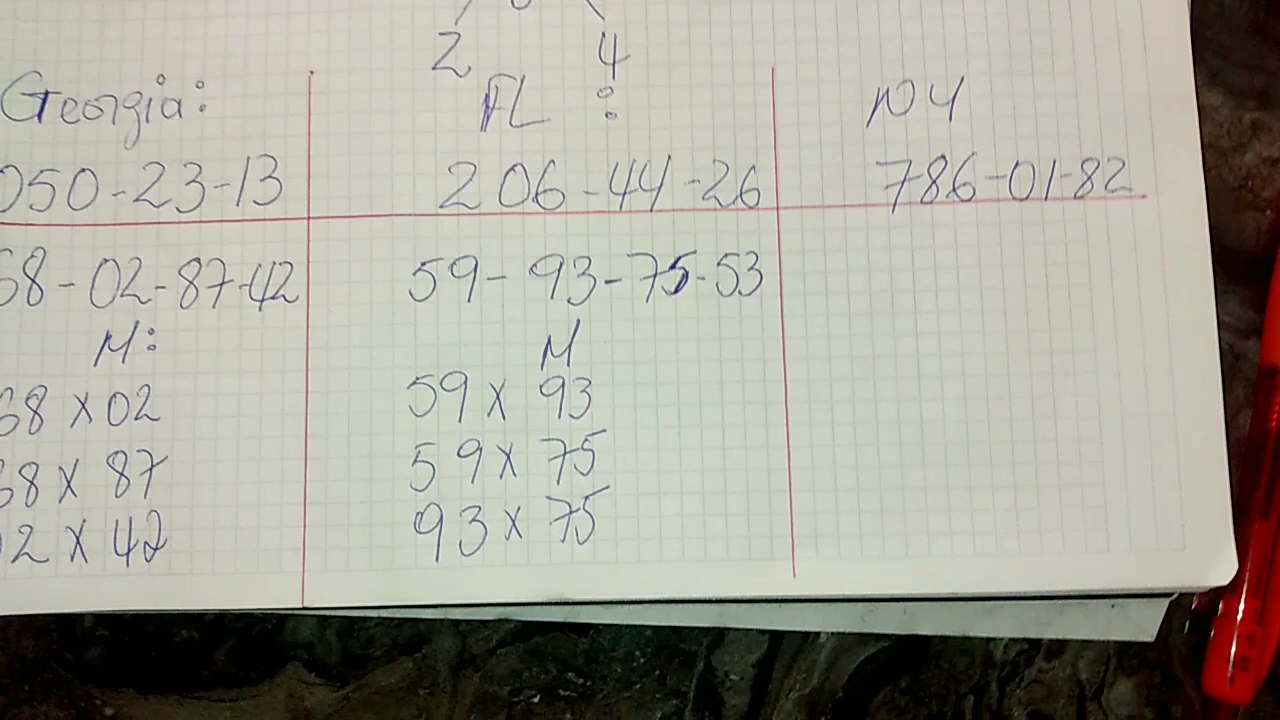 2 4
Georgia:
050-23-13
68-02-87-42
M:
68 x 02
68 x 87
02 x 42
FL :
206-44-26
59-93-75-53
M
59 x 93
59 x 75
93 x 75
NY
786-01-82